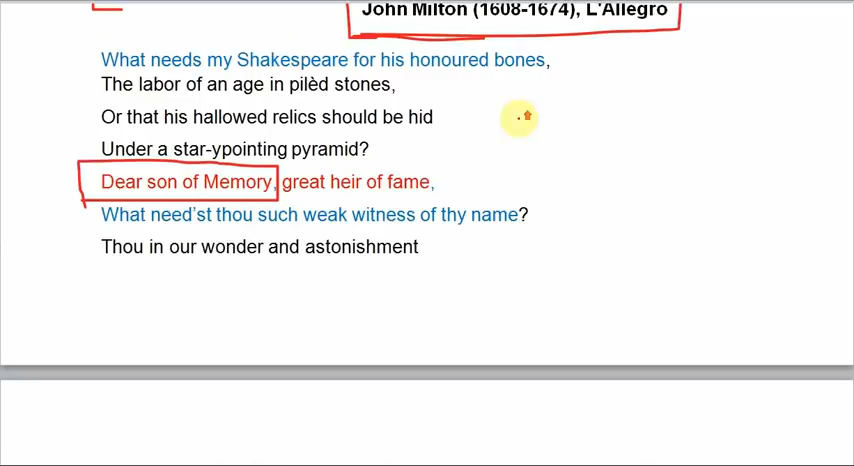 John Milton (1608-1674), L'Allegro
What needs my Shakespeare for his honoured bones,
The labor of an age in pilèd stones,
Or that his hallowed relics should be hid
Under a star-ypointing pyramid?
Dear son of Memory, great heir of fame,
What need'st thou such weak witness of thy name?
Thou in our wonder and astonishment